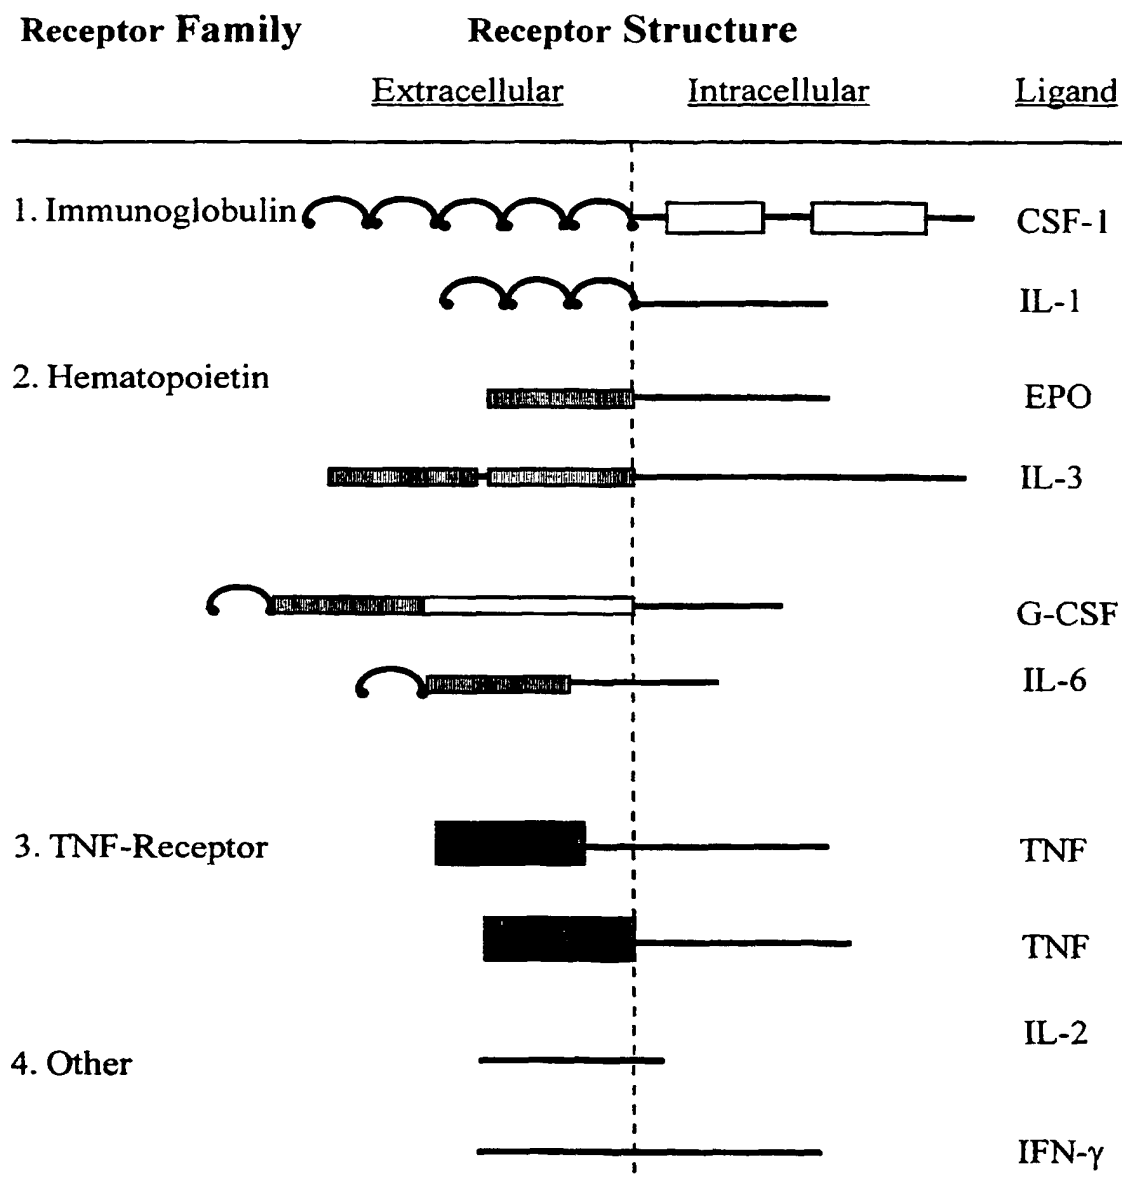 Receptor Family Receptor Structure
Extracellular Intracellular Ligand
1. Immunoglobulin CSF-1
IL-1
2. Hematopoietin
EPO
IL-3
G-CSF
IL-6
3. TNF-Receptor TNF
TNF
IL-2
4. Other
IFN-γ